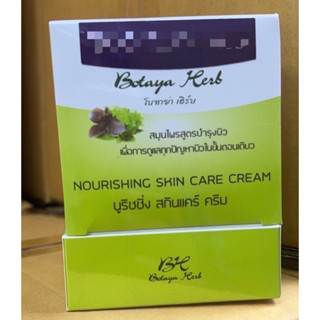 Botaya Herb
โบทาย่า เฮิร์บ
สมุนไพรสูตรบำรุงผิว
เพื่อการดูแลทุกปัญหาผิวในขั้นตอนเดียว
NOURISHING SKIN CARE CREAM
นูริชชิ่ง สกินแคร์ ครีม
BH
Botaya Herb